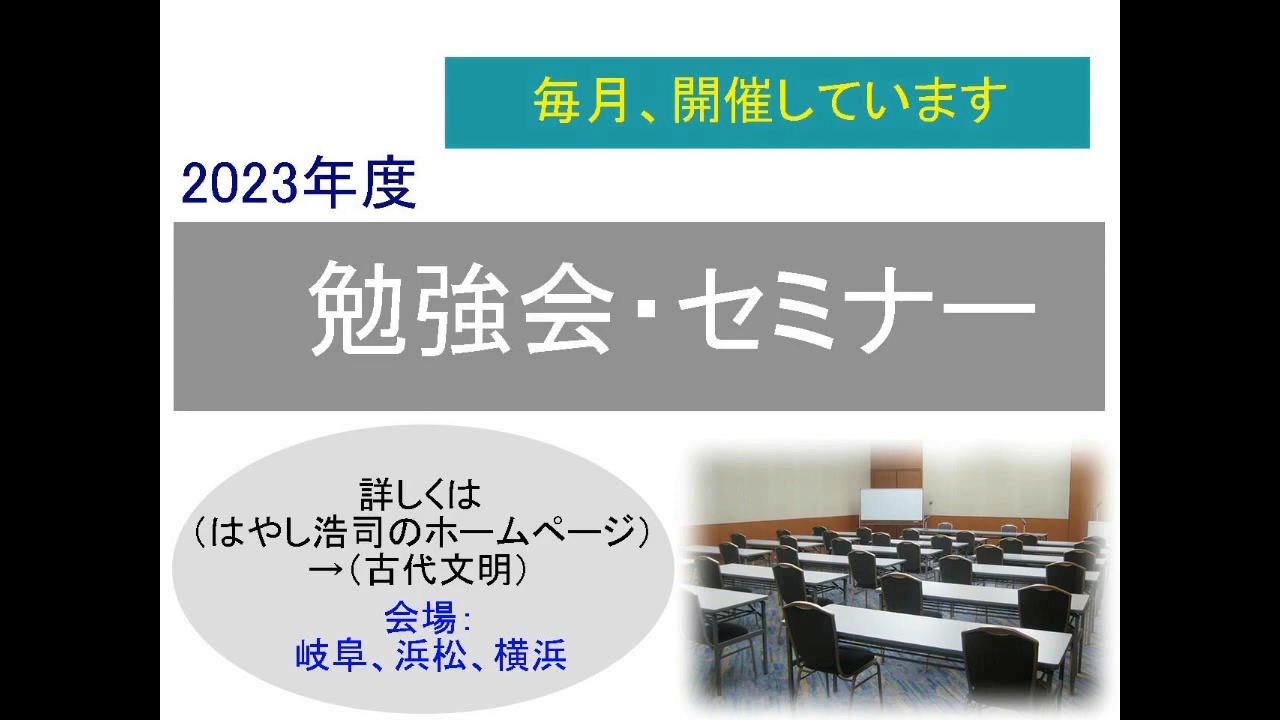 毎月、開催しています
2023年度
勉強会・セミナー
詳しくは
（はやし浩司のホームページ）
→（古代文明）
会場：
岐阜、浜松、横浜